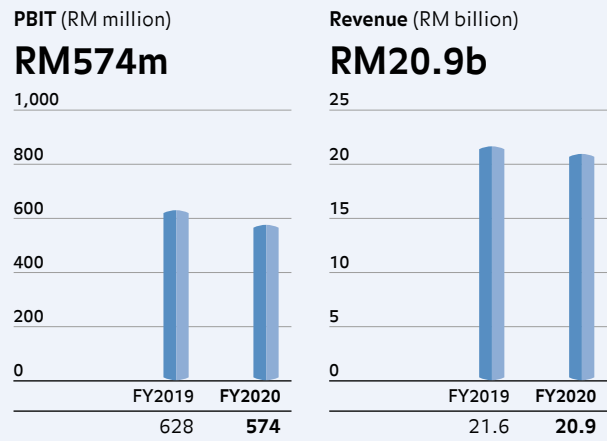 PBIT (RM million)
RM574m
1,000
800
600
400
200
0
FY2019 FY2020
628 574
Revenue (RM billion)
RM20.9b
25
20
15
10
5
0
FY2019 FY2020
21.6 20.9